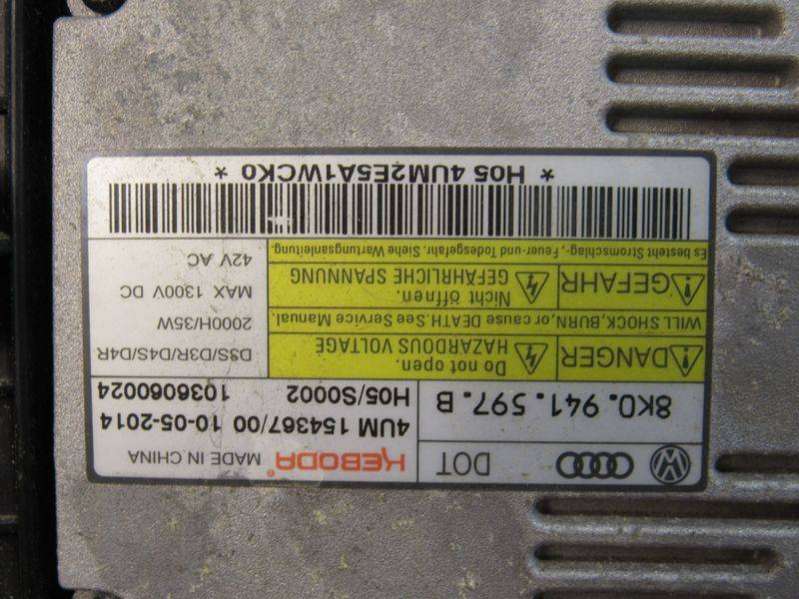 DOT
KEBODA® MADE IN CHINA
8K0.941.597.B
4UM 154367/00 10-05-2014
H05/S0002 1036060024
DANGER
HAZARDOUS VOLTAGE
Do not open.
WILL SHOCK, BURN, or cause DEATH. See Service Manual.
GEFAHR
GEFÄHRLICHE SPANNUNG
Nicht öffnen.
Es besteht Stromschlag-, Feuer-und Todesgefahr. Siehe Wartungsanleitung.
D3S/D3R/D4S/D4R
2000H/35W
MAX 1300V DC
42V AC
* H05 4UM2E5A1WCK0 *